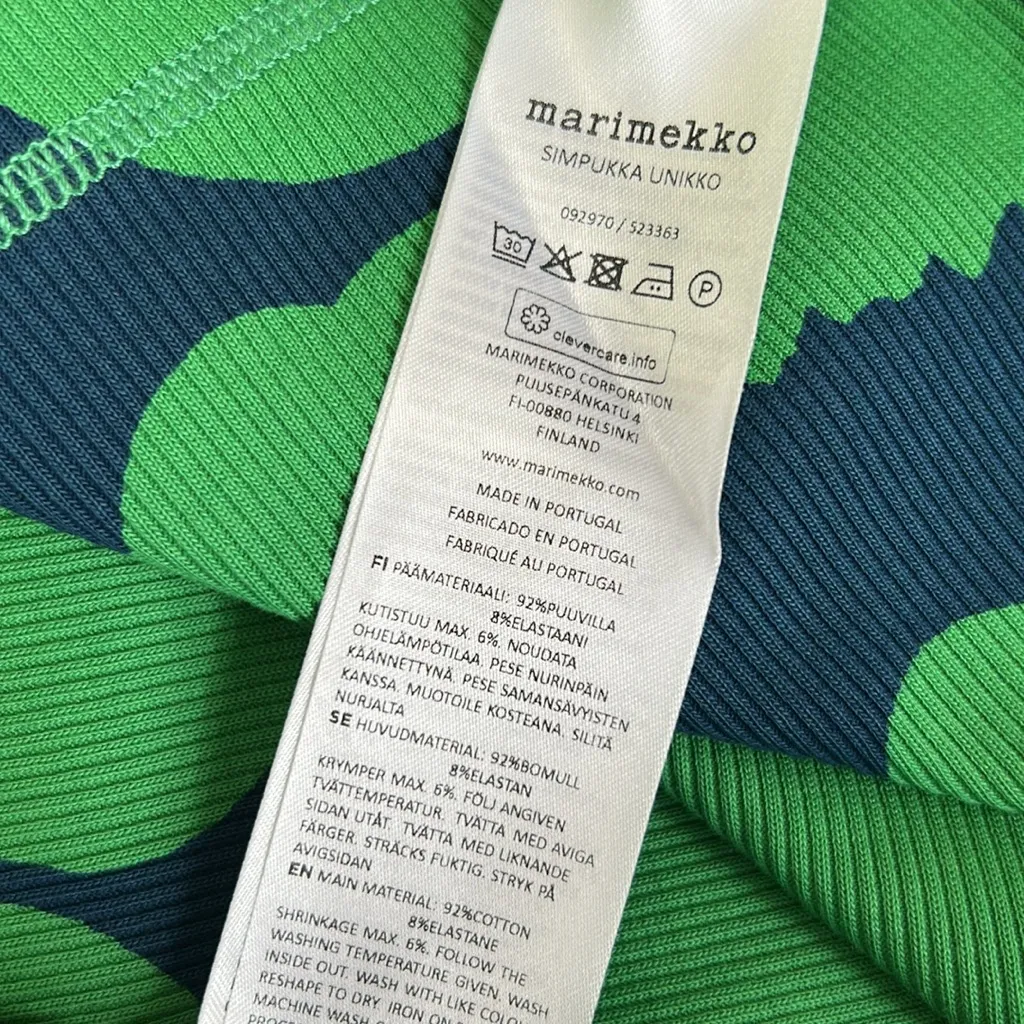 marimekko
SIMPUKKA UNIKKO
092970 / 523363
30
P
clevercare.info
MARIMEKKO CORPORATION
PUUSEPÄNKATU 4
FI-00880 HELSINKI
FINLAND
www.marimekko.com
MADE IN PORTUGAL
FABRICADO EN PORTUGAL
FABRIQUÉ AU PORTUGAL
FI PÄÄMATERIAALI: 92%PUUVILLA
8%ELASTAANI
KUTISTUU MAX. 6%. NOUDATA
OHJELÄMPÖTILAA. PESE NURINPÄIN
KÄÄNNETTYNÄ. PESE SAMANSÄVYISTEN
KANSSA. MUOTOILE KOSTEANA. SILITÄ
NURJALTA
SE HUVUDMATERIAL: 92%BOMULL
8%ELASTAN
KRYMPER MAX. 6%. FÖLJ ANGIVEN
TVÄTTEMPERATUR. TVÄTTA MED AVIGA
SIDAN UTÅT. TVÄTTA MED LIKNANDE
FÄRGER. STRÄCKS FUKTIG. STRYK PÅ
AVIGSIDAN
EN MAIN MATERIAL: 92%COTTON
8%ELASTANE
SHRINKAGE MAX. 6%. FOLLOW THE
WASHING TEMPERATURE GIVEN. WASH
INSIDE OUT. WASH WITH LIKE
RESHAPE TO DRY. IRON ON
MACHINE WASH